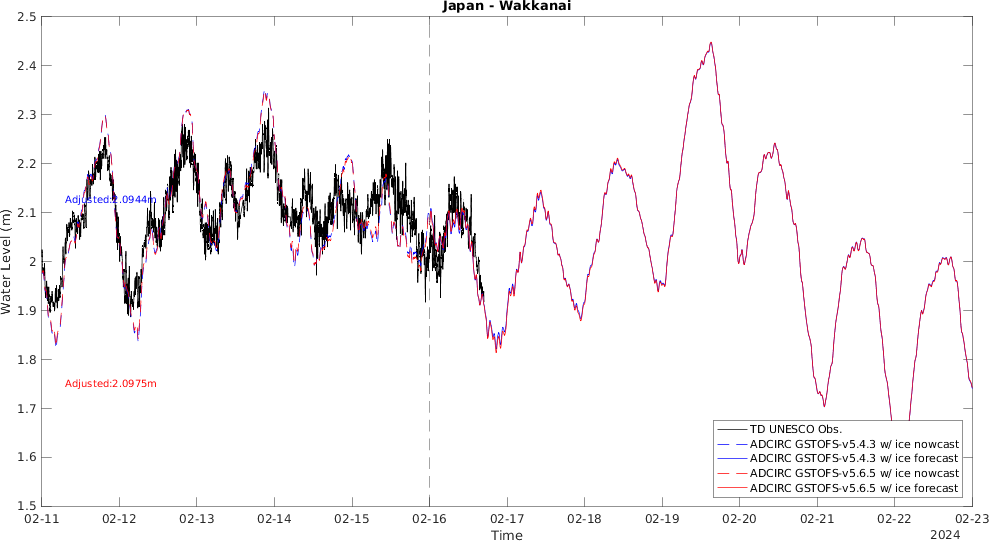 Japan - Wakkanai
2.5
2.4
2.3
2.2
2.1
2
1.9
1.8
1.7
1.6
1.5
Water Level (m)
Adjusted:2.0944m
Adjusted:2.0975m
TD UNESCO Obs.
ADCIRC GSTOFS-v5.4.3 w/ ice nowcast
ADCIRC GSTOFS-v5.4.3 w/ ice forecast
ADCIRC GSTOFS-v5.6.5 w/ ice nowcast
ADCIRC GSTOFS-v5.6.5 w/ ice forecast
02-11 02-12 02-13 02-14 02-15 02-16 02-17 02-18 02-19 02-20 02-21 02-22 02-23
Time
2024